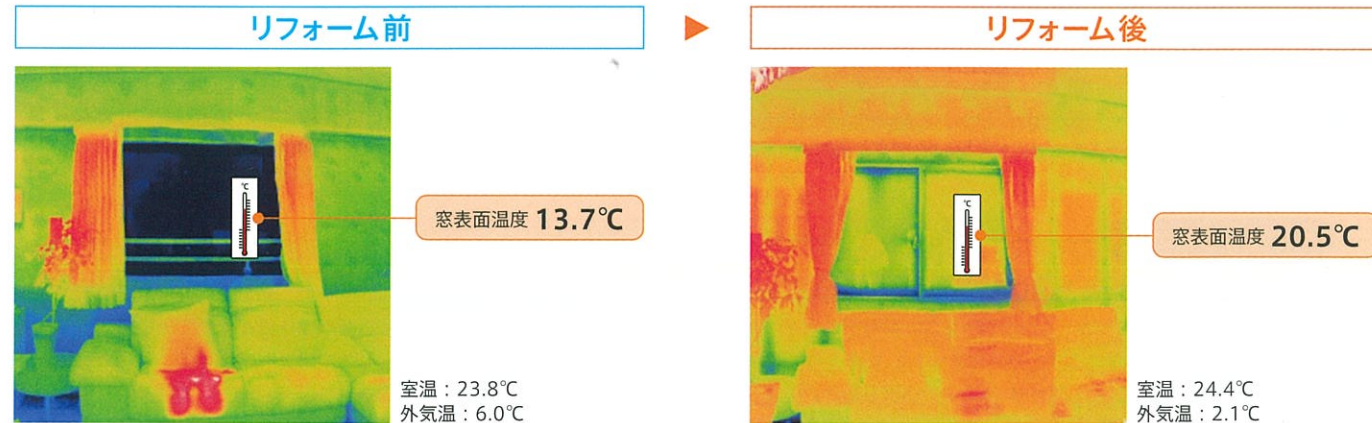 リフォーム前
▶
リフォーム後
℃
窓表面温度 13.7℃
室温：23.8℃
外気温：6.0℃
℃
窓表面温度 20.5℃
室温：24.4℃
外気温：2.1℃